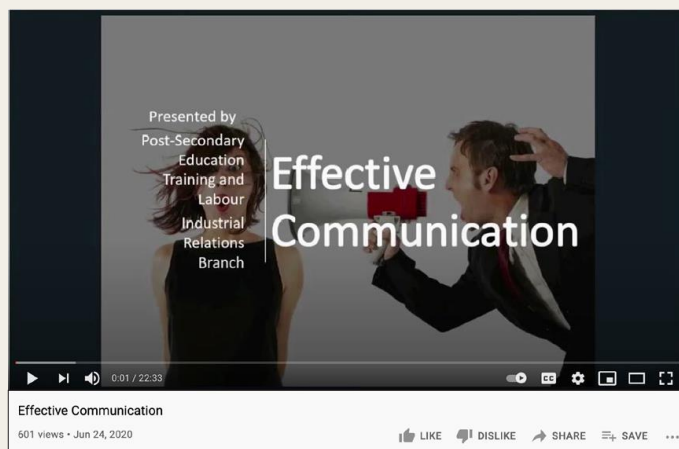 Presented by
Post-Secondary
Education
Training and
Labour
Industrial
Relations
Branch
Effective
Communication
0:01 / 22:33
CC
Effective Communication
601 views • Jun 24, 2020
LIKE DISLIKE SHARE SAVE ...